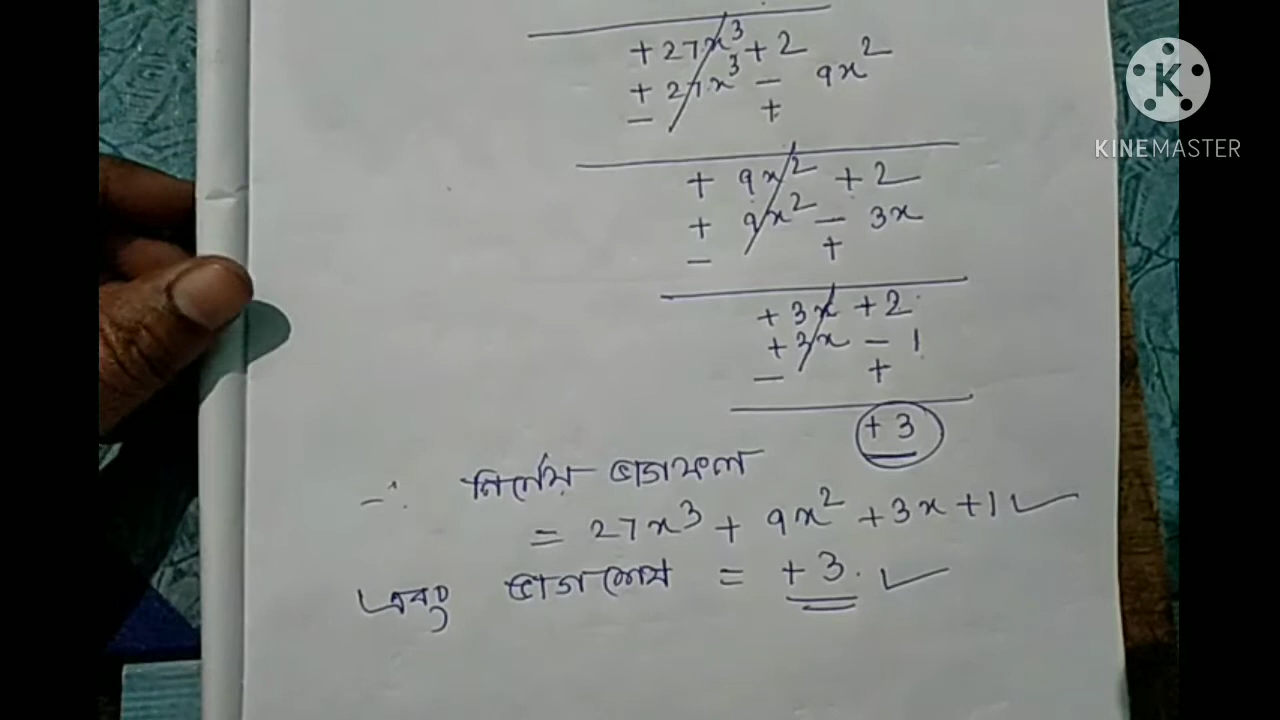 + 27x³ + 2
+ 27x³ - 9x²
- +
+ 9x² + 2
+ 9x² - 3x
- +
+ 3x + 2
+ 3x - 1
- +
+ 3
∴ নির্ণেয় ভাগফল
= 27x³ + 9x² + 3x + 1 ✓
এবং ভাগশেষ = + 3. ✓
K
KINEMASTER